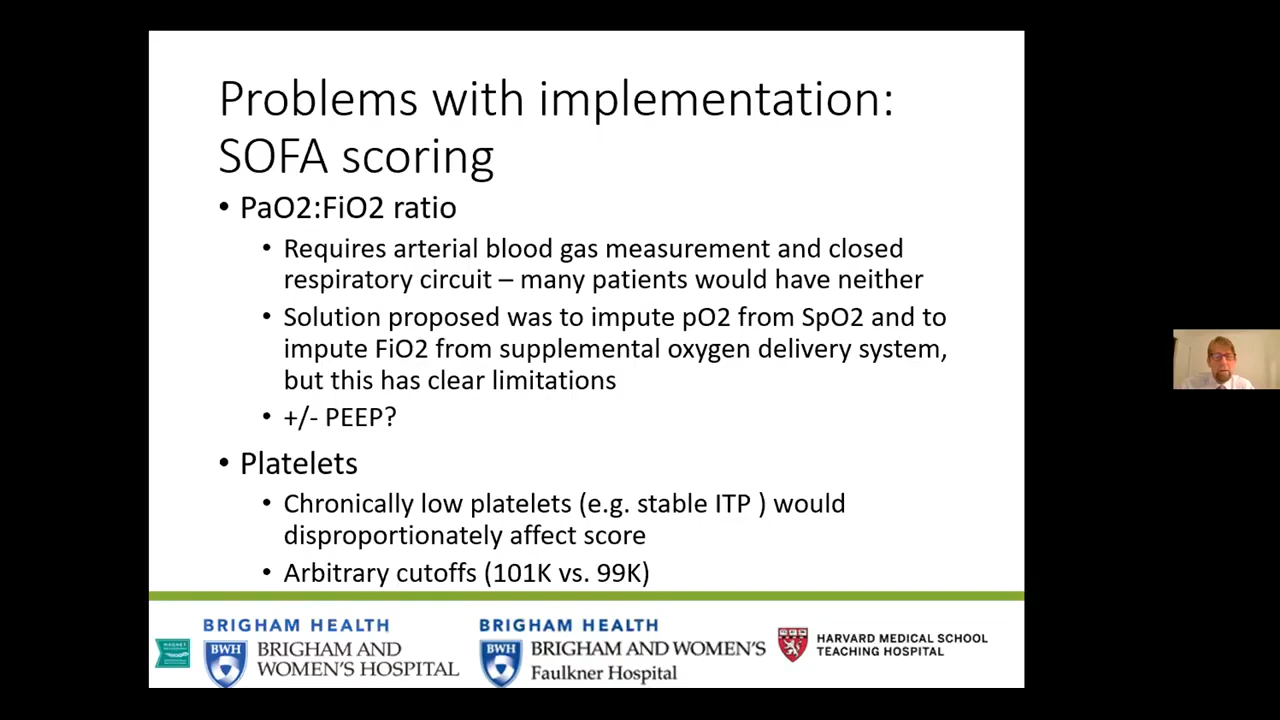 Problems with implementation:
SOFA scoring
• PaO2:FiO2 ratio
• Requires arterial blood gas measurement and closed
respiratory circuit – many patients would have neither
• Solution proposed was to impute pO2 from SpO2 and to
impute FiO2 from supplemental oxygen delivery system,
but this has clear limitations
• +/- PEEP?
• Platelets
• Chronically low platelets (e.g. stable ITP ) would
disproportionately affect score
• Arbitrary cutoffs (101K vs. 99K)
MAGNET
BRIGHAM HEALTH
BWH
BRIGHAM AND
WOMEN'S HOSPITAL
BRIGHAM HEALTH
BWH
BRIGHAM AND WOMEN'S
Faulkner Hospital
HARVARD MEDICAL SCHOOL
TEACHING HOSPITAL